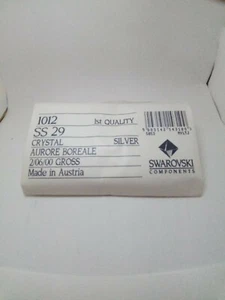 1012 1st QUALITY
SS 29
CRYSTAL SILVER
AURORE BOREALE
2/06/00 GROSS
Made in Austria
SWAROVSKI
COMPONENTS